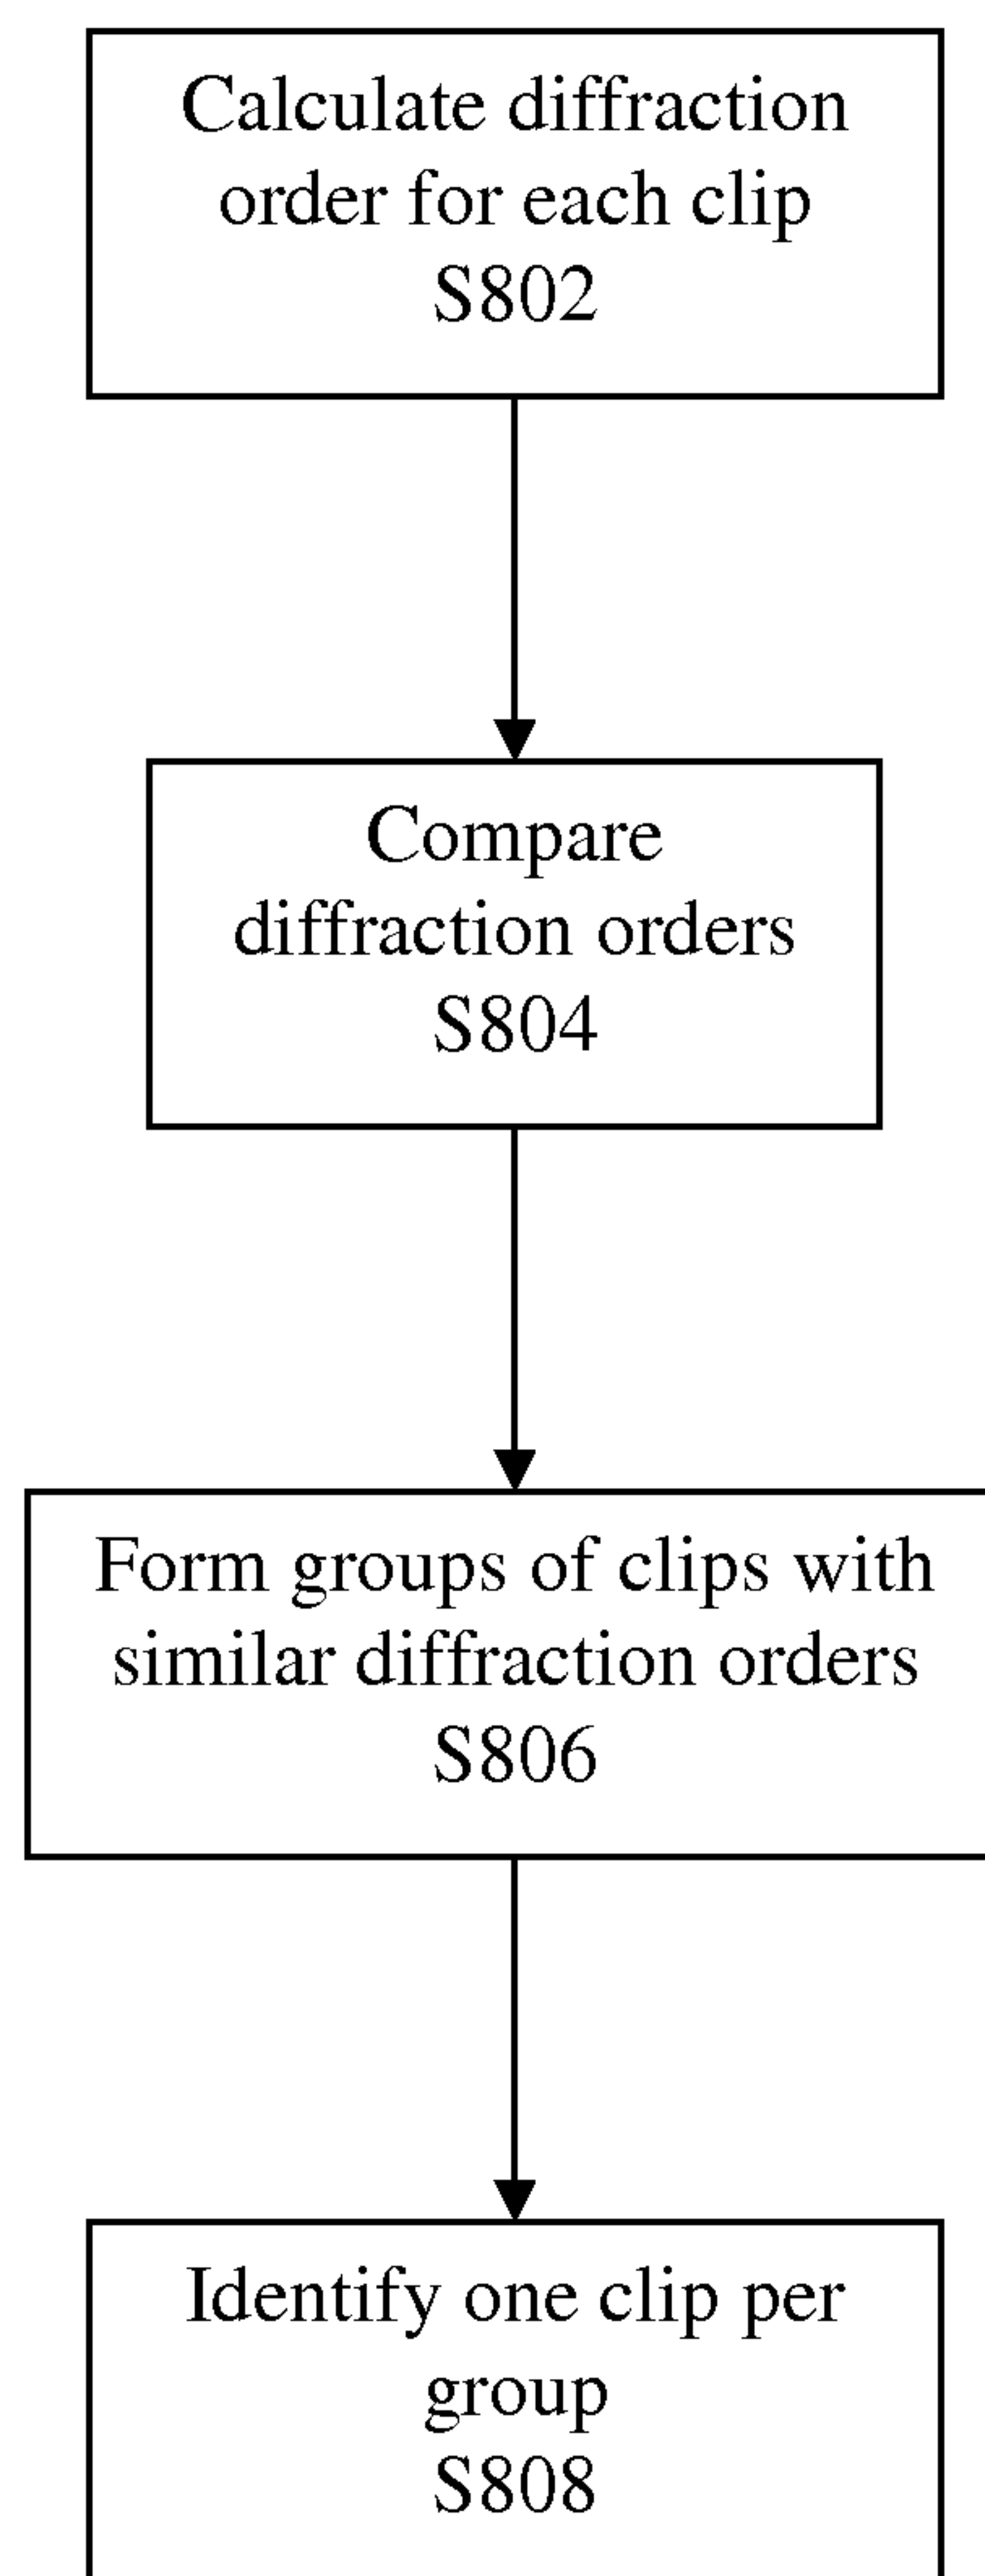 Calculate diffraction
order for each clip
S802
Compare
diffraction orders
S804
Form groups of clips with
similar diffraction orders
S806
Identify one clip per
group
S808